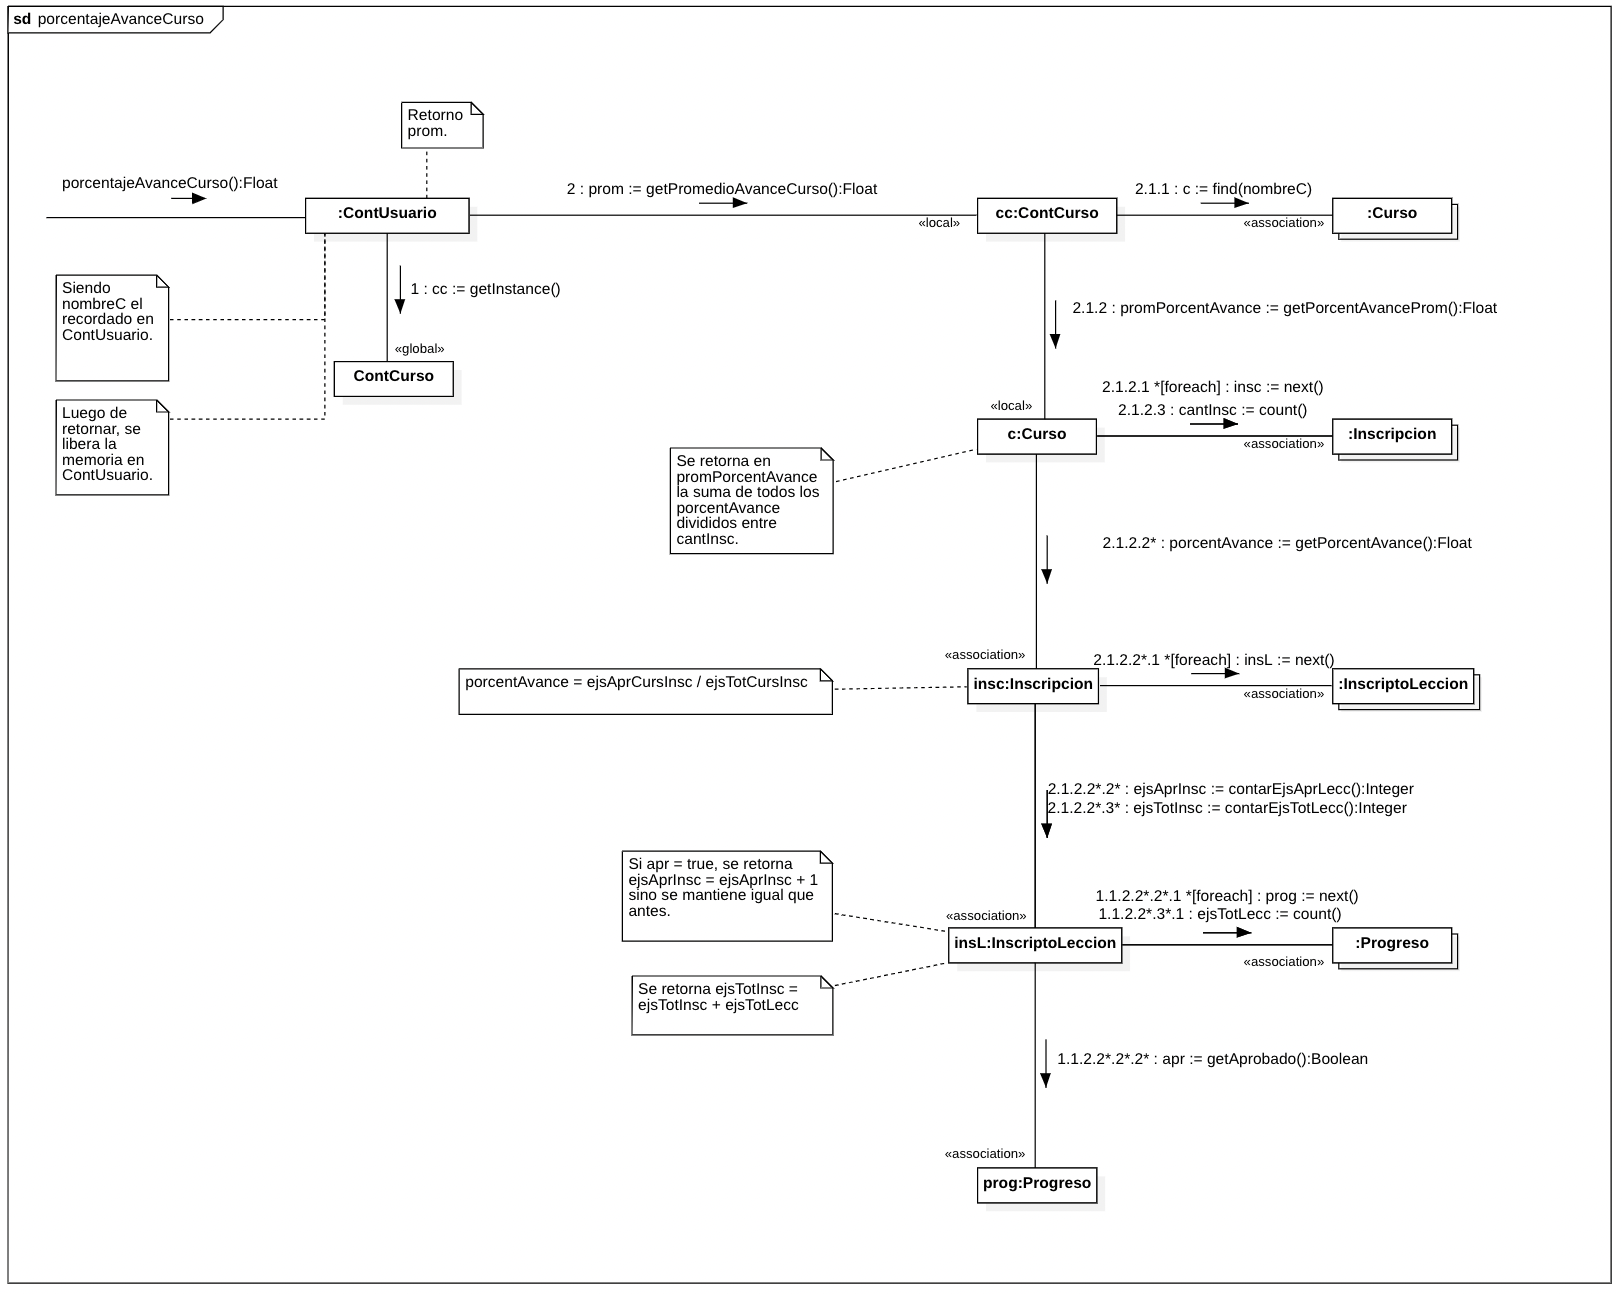 sd porcentajeAvanceCurso
Retorno
prom.
porcentajeAvanceCurso():Float
:ContUsuario
2 : prom := getPromedioAvanceCurso():Float
«local»
cc:ContCurso
2.1.1 : c := find(nombreC)
«association»
:Curso
Siendo
nombreC el
recordado en
ContUsuario.
1 : cc := getInstance()
«global»
ContCurso
2.1.2 : promPorcentAvance := getPorcentAvanceProm():Float
Luego de
retornar, se
libera la
memoria en
ContUsuario.
«local»
c:Curso
2.1.2.1 *[foreach] : insc := next()
2.1.2.3 : cantInsc := count()
«association»
:Inscripcion
Se retorna en
promPorcentAvance
la suma de todos los
porcentAvance
divididos entre
cantInsc.
2.1.2.2* : porcentAvance := getPorcentAvance():Float
porcentAvance = ejsAprCursInsc / ejsTotCursInsc
«association»
insc:Inscripcion
2.1.2.2*.1 *[foreach] : insL := next()
«association»
:InscriptoLeccion
2.1.2.2*.2* : ejsAprInsc := contarEjsAprLecc():Integer
2.1.2.2*.3* : ejsTotInsc := contarEjsTotLecc():Integer
Si apr = true, se retorna
ejsAprInsc = ejsAprInsc + 1
sino se mantiene igual que
antes.
«association»
insL:InscriptoLeccion
1.1.2.2*.2*.1 *[foreach] : prog := next()
1.1.2.2*.3*.1 : ejsTotLecc := count()
«association»
:Progreso
Se retorna ejsTotInsc =
ejsTotInsc + ejsTotLecc
1.1.2.2*.2*.2* : apr := getAprobado():Boolean
«association»
prog:Progreso